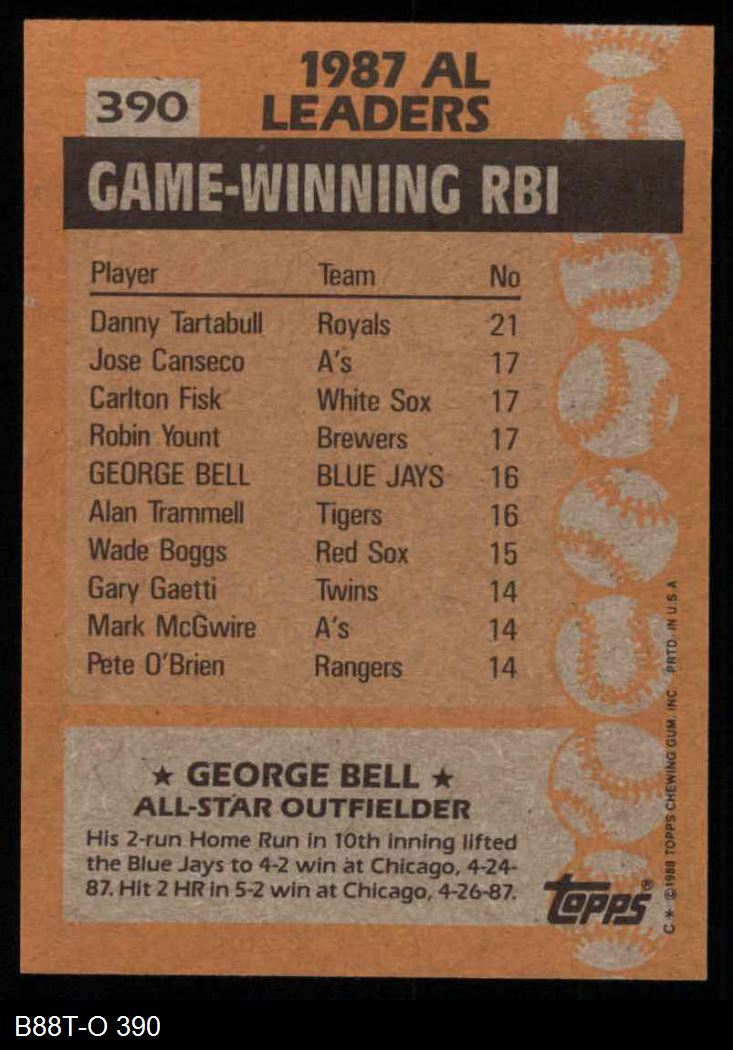 1987 AL
390 LEADERS
GAME-WINNING RBI
Player Team No
Danny Tartabull Royals 21
Jose Canseco A's 17
Carlton Fisk White Sox 17
Robin Yount Brewers 17
GEORGE BELL BLUE JAYS 16
Alan Trammell Tigers 16
Wade Boggs Red Sox 15
Gary Gaetti Twins 14
Mark McGwire A's 14
Pete O'Brien Rangers 14
★ GEORGE BELL ★
ALL-STAR OUTFIELDER
His 2-run Home Run in 10th inning lifted
the Blue Jays to 4-2 win at Chicago, 4-24-
87. Hit 2 HR in 5-2 win at Chicago, 4-26-87.
topps®
C* ©1988 TOPPS CHEWING GUM, INC. PRTD. IN U.S.A.
B88T-O 390